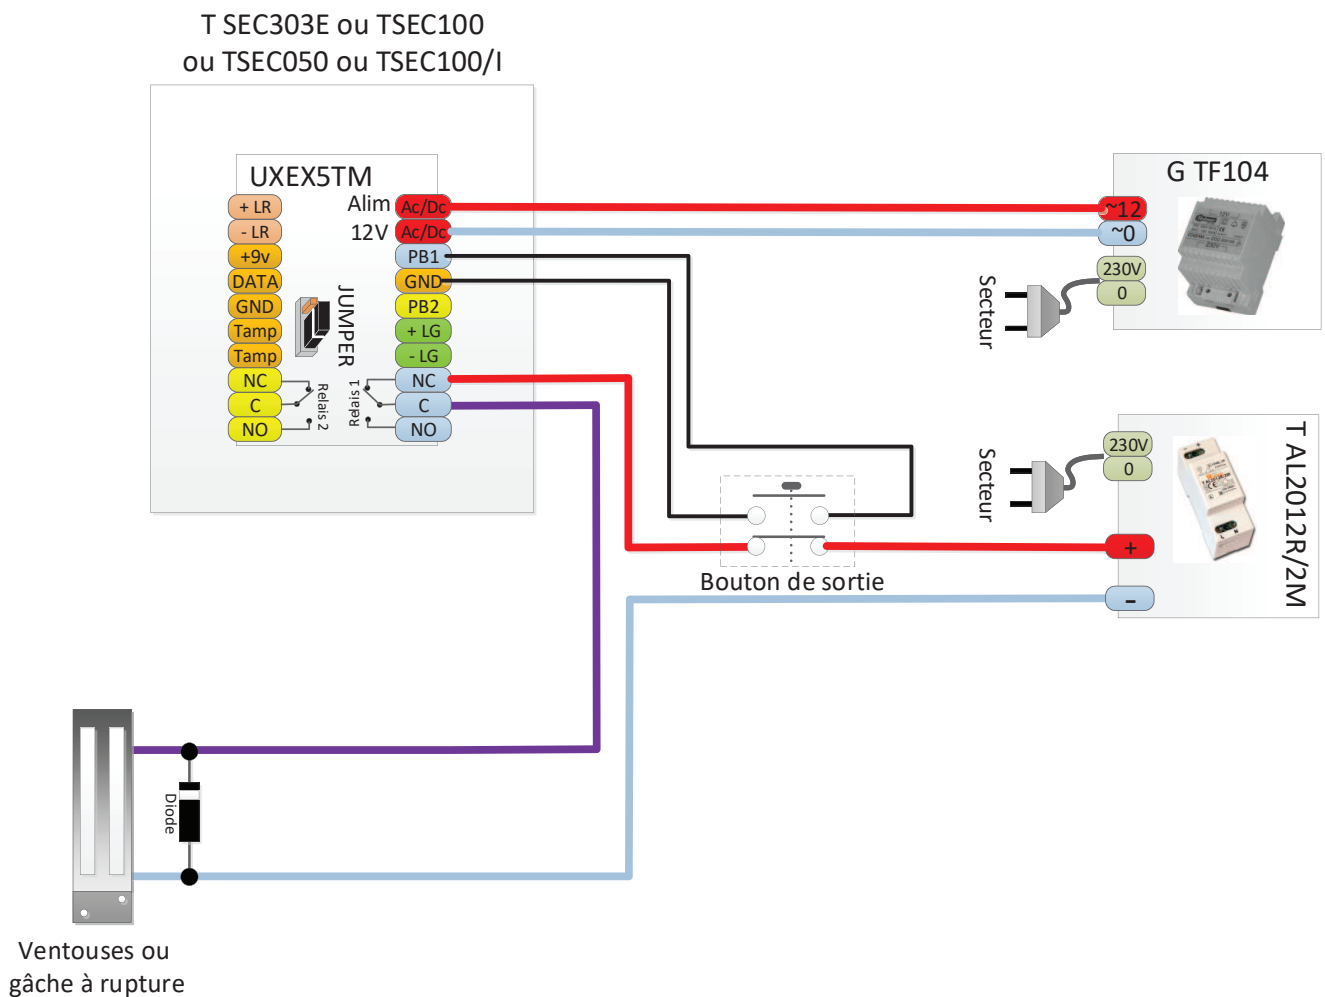 T SEC303E ou TSEC100
ou TSEC050 ou TSEC100/I
UXEX5TM
Alim
12V
+ LR
- LR
+9v
DATA
GND
Tamp
Tamp
NC
C
NO
JUMPER
Relais 2
Relais 1
Ac/Dc
Ac/Dc
PB1
GND
PB2
+ LG
- LG
NC
C
NO
G TF104
~12
~0
230V
0
Secteur
T AL2012R/2M
230V
0
Secteur
+
-
Bouton de sortie
Diode
Ventouses ou
gâche à rupture